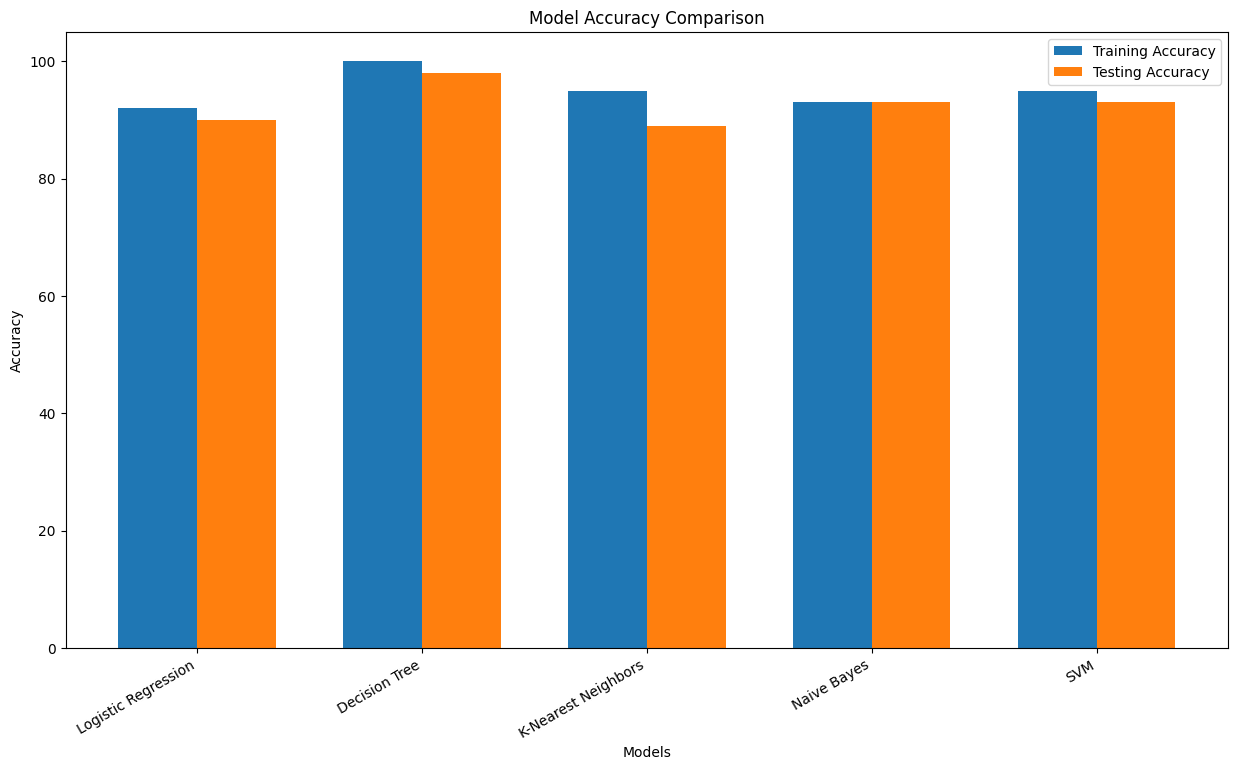 Model Accuracy Comparison
Training Accuracy
Testing Accuracy
Accuracy
100
80
60
40
20
0
Logistic Regression
Decision Tree
K-Nearest Neighbors
Naive Bayes
SVM
Models